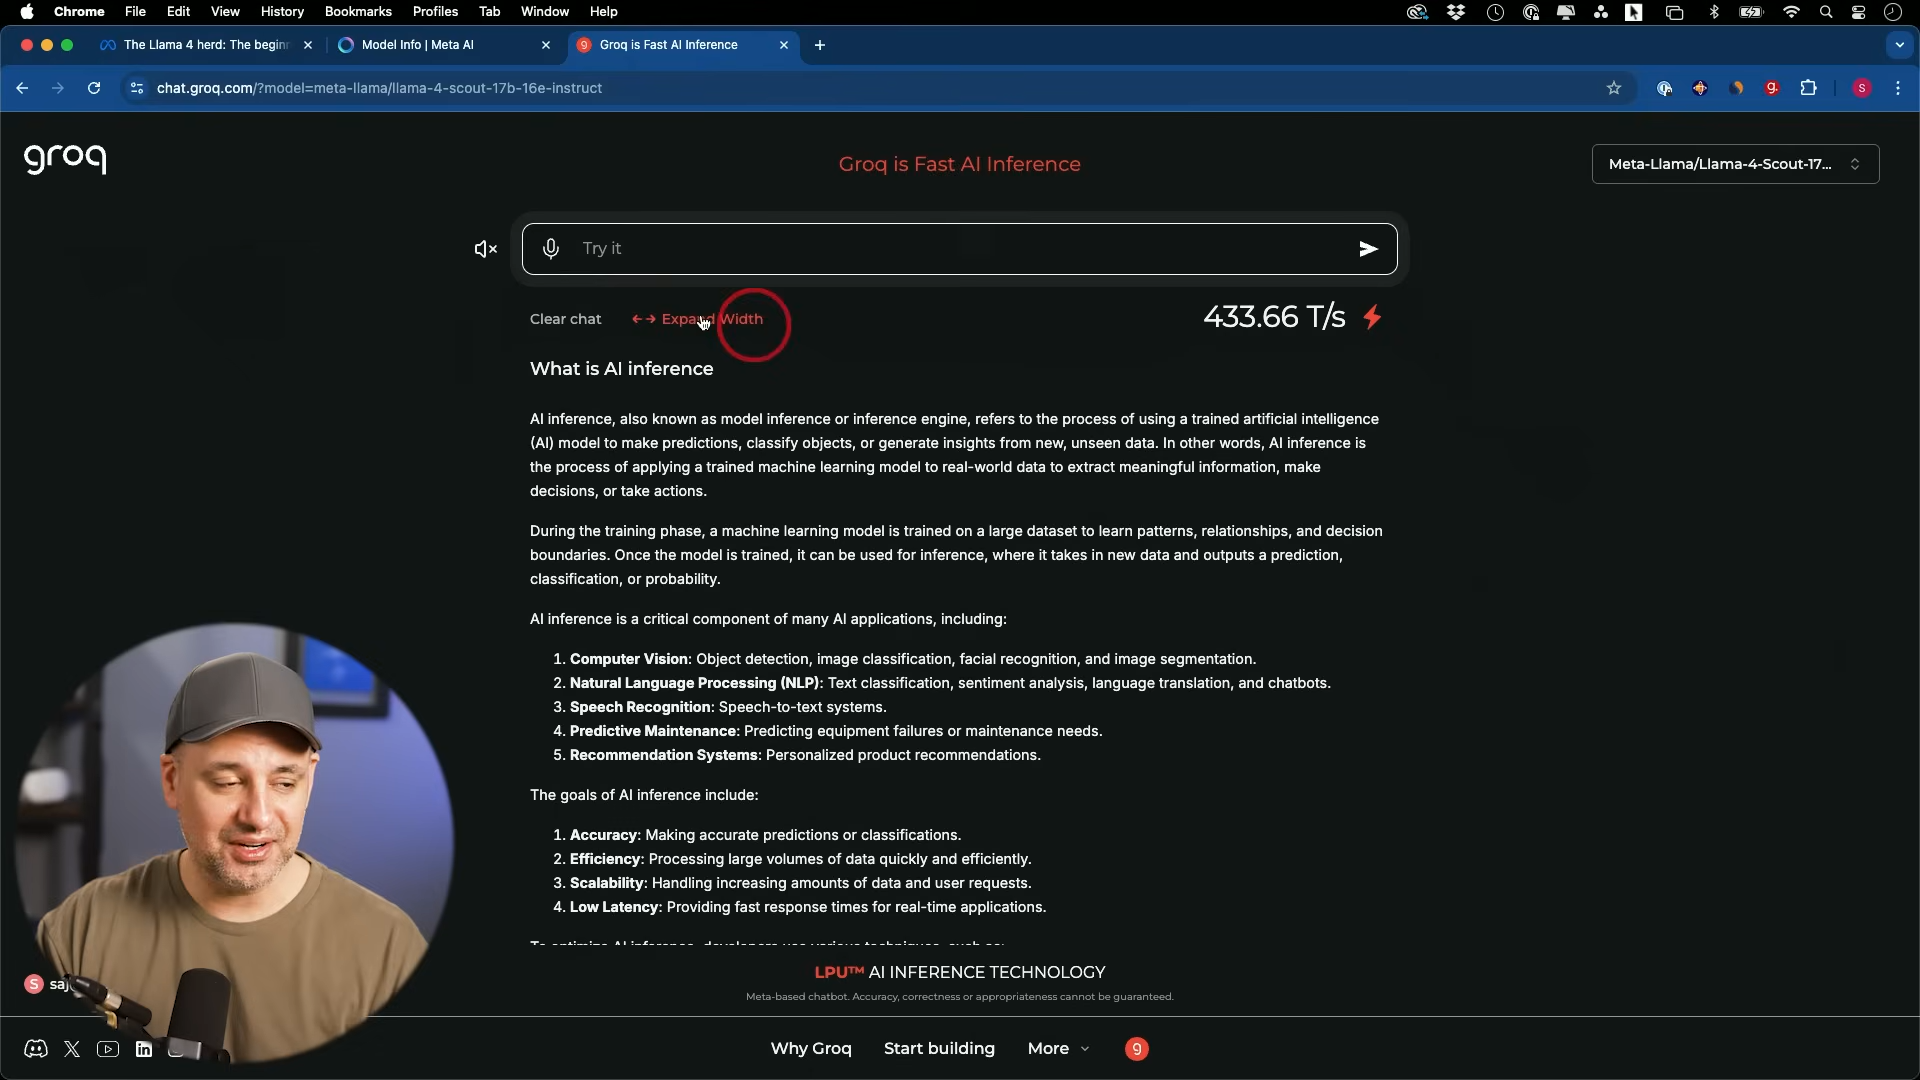 Chrome File Edit View History Bookmarks Profiles Tab Window Help
The Llama 4 herd: The beginn
Model Info | Meta AI
Groq is Fast AI Inference
chat.groq.com/?model=meta-llama/llama-4-scout-17b-16e-instruct
groq
Groq is Fast AI Inference
Meta-Llama/Llama-4-Scout-17...
Try it
Clear chat
Expand Width
433.66 T/s
What is AI inference
AI inference, also known as model inference or inference engine, refers to the process of using a trained artificial intelligence
(AI) model to make predictions, classify objects, or generate insights from new, unseen data. In other words, AI inference is
the process of applying a trained machine learning model to real-world data to extract meaningful information, make
decisions, or take actions.
During the training phase, a machine learning model is trained on a large dataset to learn patterns, relationships, and decision
boundaries. Once the model is trained, it can be used for inference, where it takes in new data and outputs a prediction,
classification, or probability.
AI inference is a critical component of many AI applications, including:
1. Computer Vision: Object detection, image classification, facial recognition, and image segmentation.
2. Natural Language Processing (NLP): Text classification, sentiment analysis, language translation, and chatbots.
3. Speech Recognition: Speech-to-text systems.
4. Predictive Maintenance: Predicting equipment failures or maintenance needs.
5. Recommendation Systems: Personalized product recommendations.
The goals of AI inference include:
1. Accuracy: Making accurate predictions or classifications.
2. Efficiency: Processing large volumes of data quickly and efficiently.
3. Scalability: Handling increasing amounts of data and user requests.
4. Low Latency: Providing fast response times for real-time applications.
LPU™ AI INFERENCE TECHNOLOGY
Meta-based chatbot. Accuracy, correctness or appropriateness cannot be guaranteed.
S
Why Groq
Start building
More